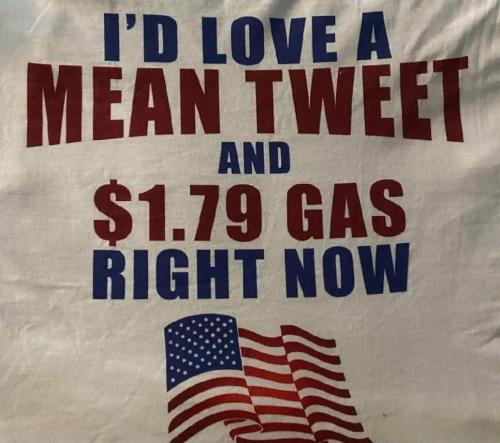 I'D LOVE A
MEAN TWEET
AND
$1.79 GAS
RIGHT NOW